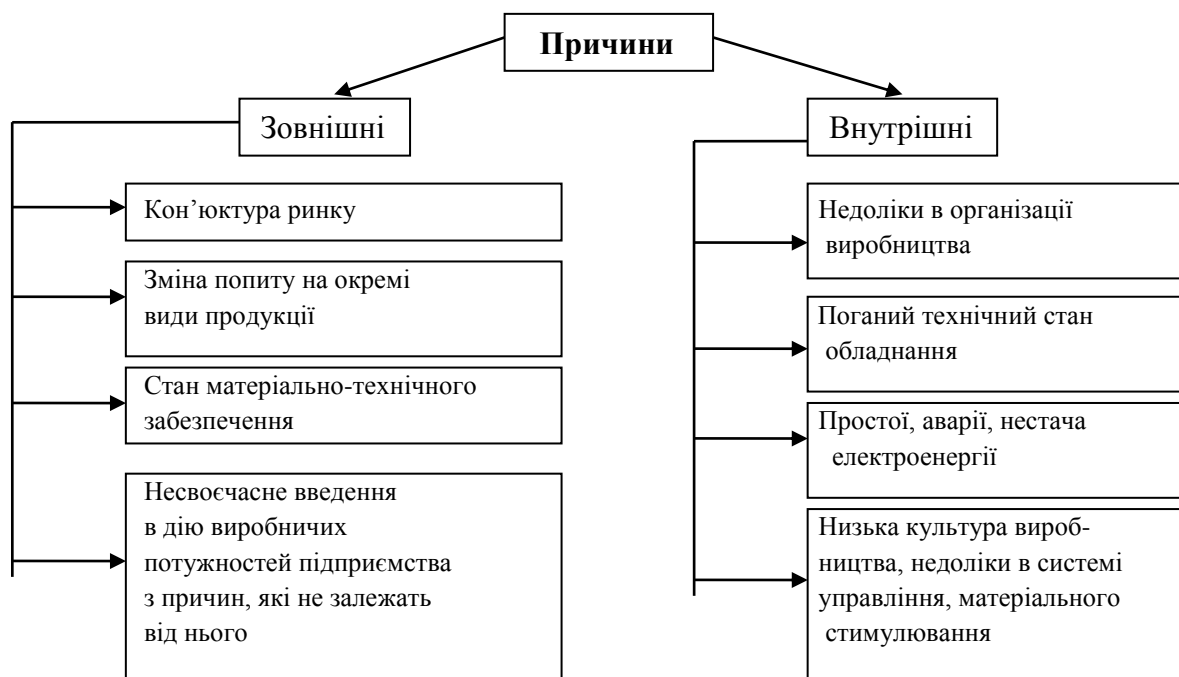 Причини
Зовнішні
Кон’юктура ринку
Зміна попиту на окремі
види продукції
Стан матеріально-технічного
забезпечення
Несвоєчасне введення
в дію виробничих
потужностей підприємства
з причин, які не залежать
від нього
Внутрішні
Недоліки в організації
виробництва
Поганий технічний стан
обладнання
Простої, аварії, нестача
електроенергії
Низька культура вироб-
ництва, недоліки в системі
управління, матеріального
стимулювання